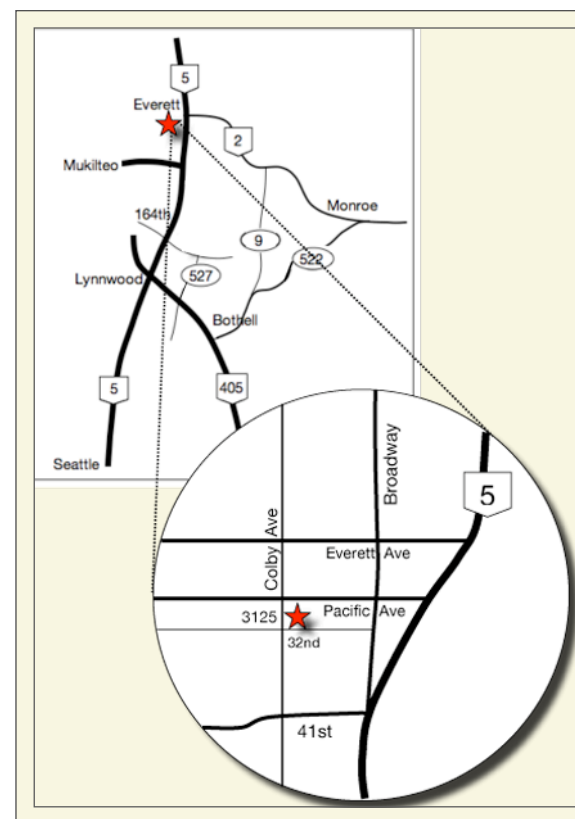 5
Everett
2
Mukilteo
Monroe
164th
9
522
527
Lynnwood
Bothell
5
405
Seattle
Broadway
5
Colby Ave
Everett Ave
Pacific Ave
3125
32nd
41st